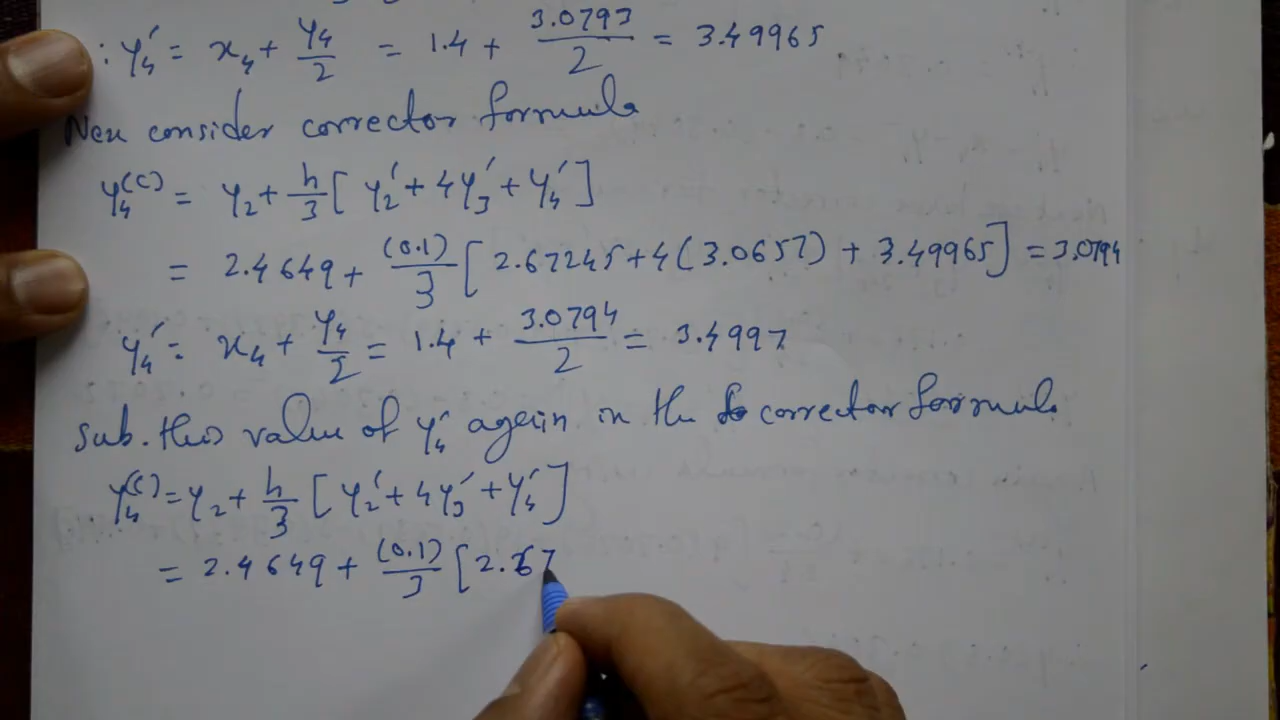 : y₄′ = x₄ + y₄/2 = 1.4 + 3.0793/2 = 3.49965
Nex consider corrector formula
y₄⁽ᶜ⁾ = y₂ + h/3 [ y₂′ + 4y₃′ + y₄′ ]
= 2.4649 + (0.1)/3 [ 2.67245 + 4(3.0657) + 3.49965 ] = 3.0794
y₄′ = x₄ + y₄/2 = 1.4 + 3.0794/2 = 3.4997
Sub. this value of y₄′ again in the corrector formula
y₄⁽ᶜ⁾ = y₂ + h/3 [ y₂′ + 4y₃′ + y₄′ ]
= 2.4649 + (0.1)/3 [ 2.67